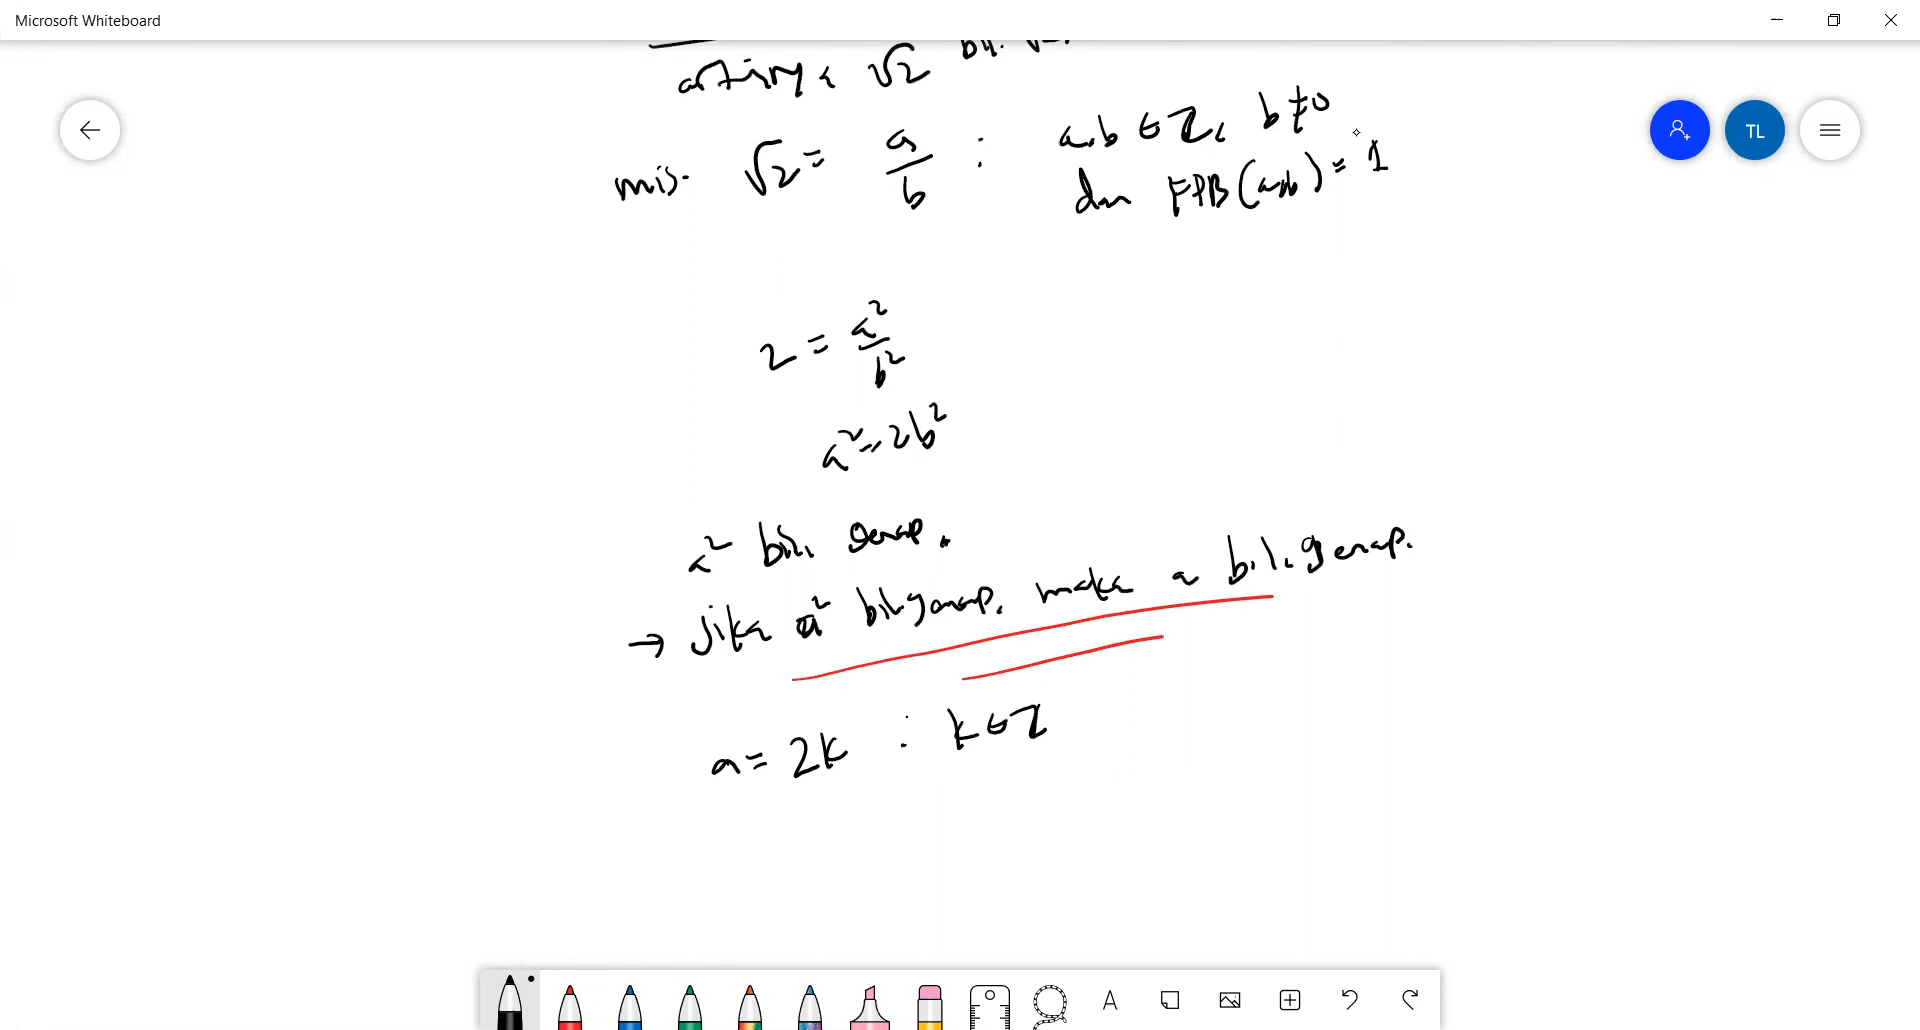 Microsoft Whiteboard
artinya √2 bil.
TL
mis. √2 = a/b : a,b ∈ Z, b ≠ 0
dan FPB(a,b) = 1
2 = a²/b²
a² = 2b²
a² bil. genap.
→ Jika a² bil. genap. maka a bil. genap.
a = 2k : k ∈ Z
A